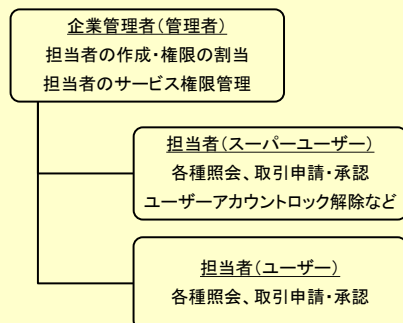 企業管理者(管理者)
担当者の作成・権限の割当
担当者のサービス権限管理
担当者(スーパーユーザー)
各種照会、取引申請・承認
ユーザーアカウントロック解除など
担当者(ユーザー)
各種照会、取引申請・承認